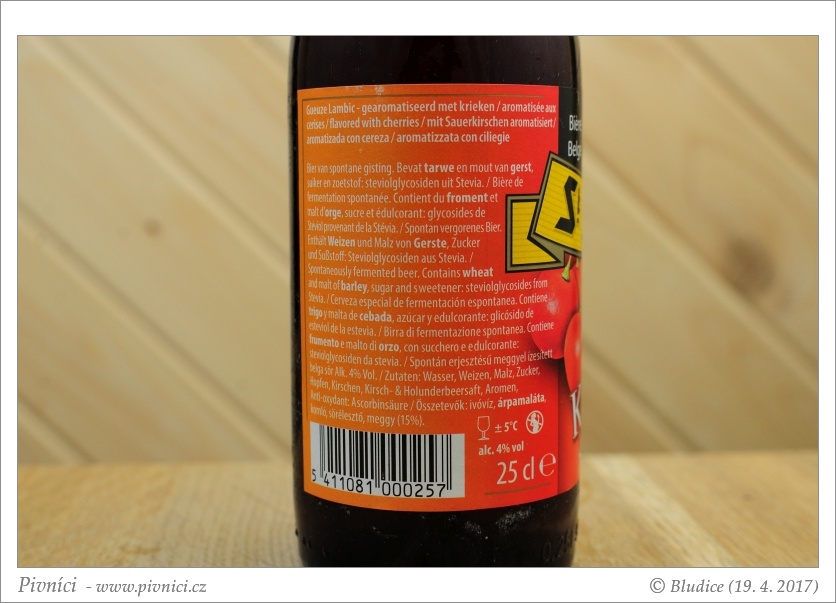 Gueuze Lambic - gearomatiseerd met krieken / aromatisée aux
cerises / flavored with cherries / mit Sauerkirschen aromatisiert/
aromatizada con cereza / aromatizzata con ciliegie
Bier van spontane gisting. Bevat tarwe en mout van gerst,
suiker en zoetstof: steviolglycosiden uit Stevia. / Bière de
fermentation spontanée. Contient du froment et
malt d'orge, sucre et édulcorant: glycosides de
Stéviol provenant de la Stévia. / Spontan vergorenes Bier.
Enthält Weizen und Malz von Gerste, Zucker
und Sußstoff: Steviolglycosiden aus Stevia. /
Spontaneously fermented beer. Contains wheat
and malt of barley, sugar and sweetener: steviolglycosides from
Stevia. / Cerveza especial de fermentación espontanea. Contiene
trigo y malta de cebada, azúcar y edulcorante: glicósido de
esteviol de la estevia. / Birra di fermentazione spontanea. Contiene
frumento e malto di orzo, con succhero e edulcorante:
steviolglycosiden da stevia. / Spontán erjesztésű meggyel ízesített
belga sör Alk. 4% Vol. / Zutaten: Wasser, Weizen, Malz, Zucker,
Hopfen, Kirschen, Kirsch- & Holunderbeersaft, Aromen,
Anti-oxydant: Ascorbinsäure / Összetevők: ivóvíz, árpamaláta,
komló, sörélesztő, meggy (15%).
± 5°C
alc. 4% vol
25 cl e
5 411081 000257
Bière
Belge
S
K
Pivníci - www.pivnici.cz
© Bludice (19. 4. 2017)